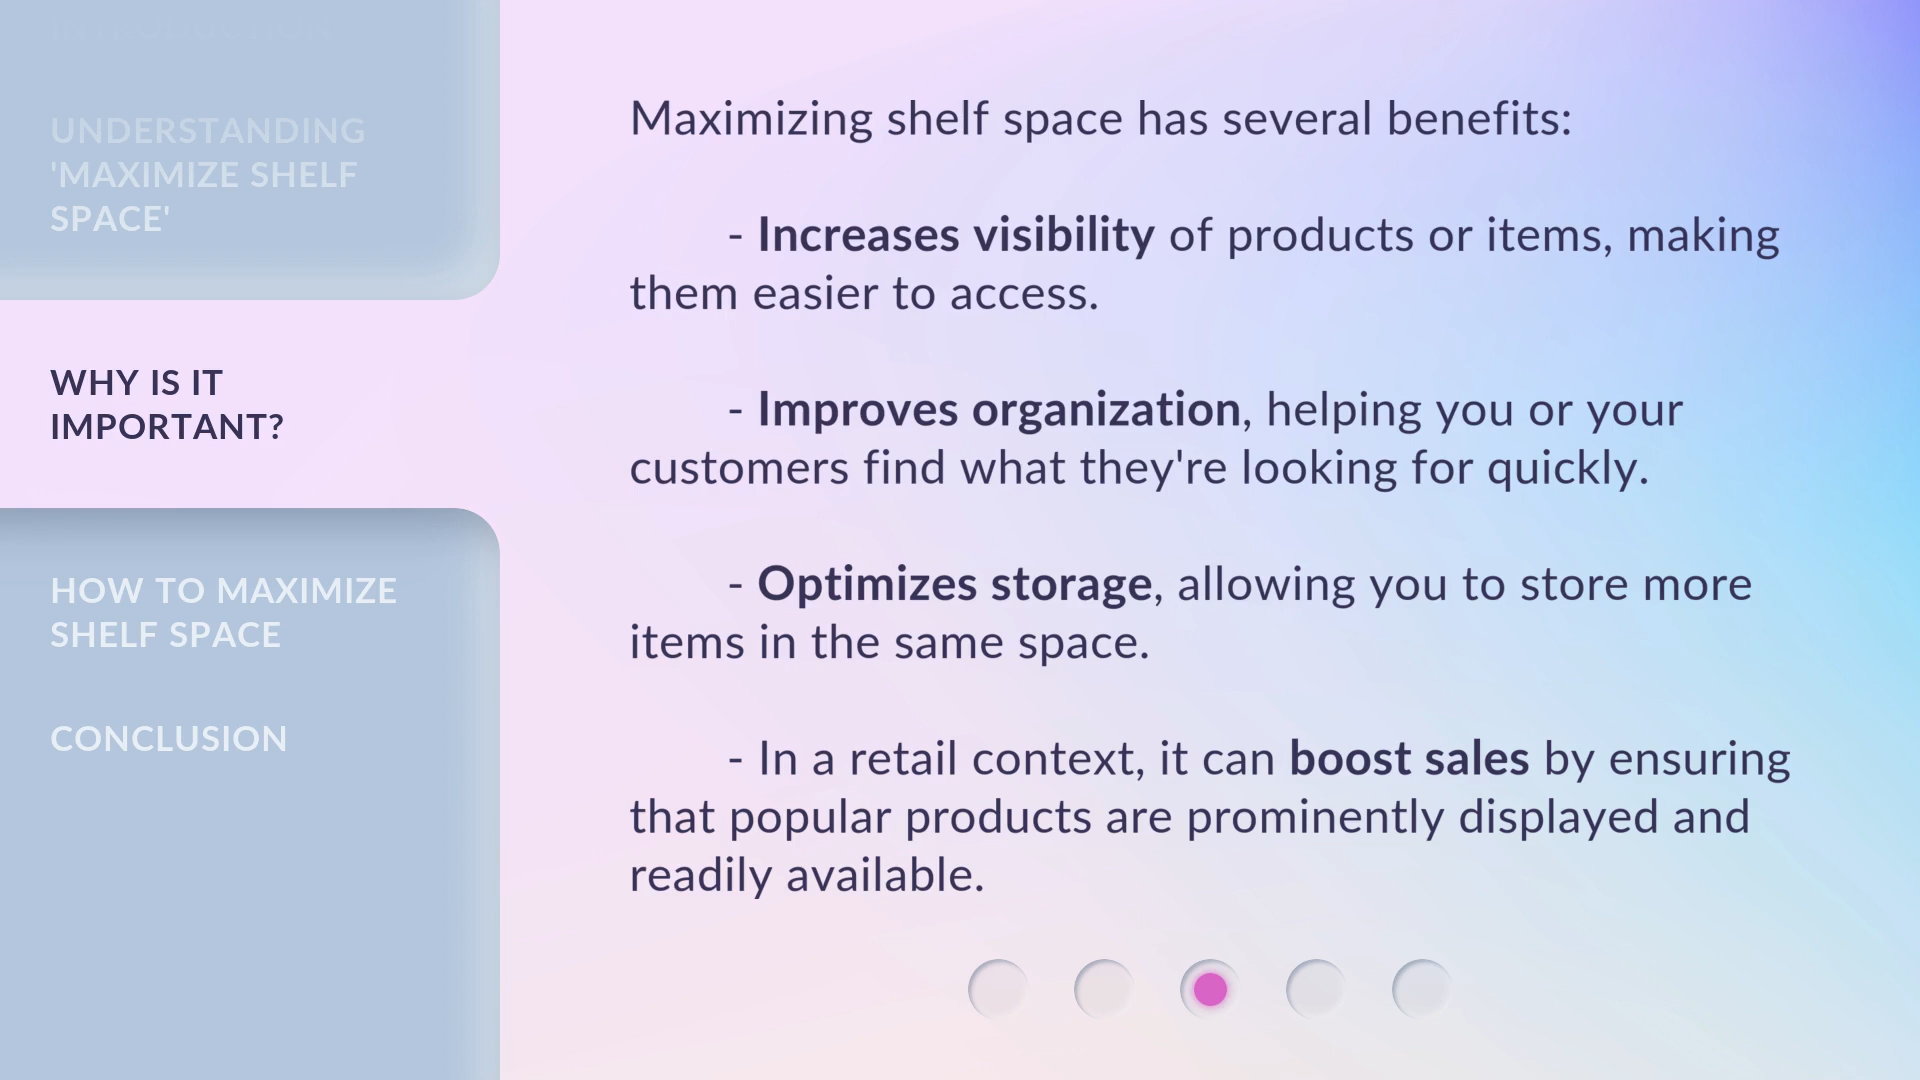 INTRODUCTION
UNDERSTANDING
'MAXIMIZE SHELF
SPACE'
WHY IS IT
IMPORTANT?
HOW TO MAXIMIZE
SHELF SPACE
CONCLUSION
Maximizing shelf space has several benefits:
- Increases visibility of products or items, making
them easier to access.
- Improves organization, helping you or your
customers find what they're looking for quickly.
- Optimizes storage, allowing you to store more
items in the same space.
- In a retail context, it can boost sales by ensuring
that popular products are prominently displayed and
readily available.